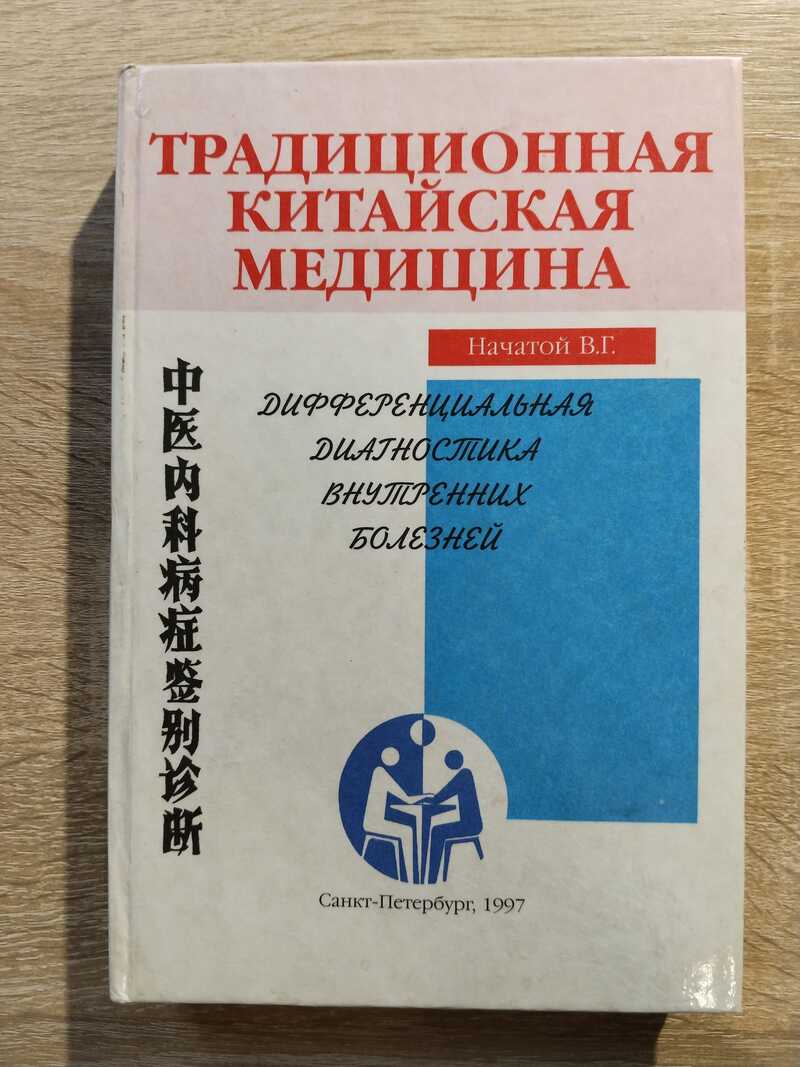 ТРАДИЦИОННАЯ
КИТАЙСКАЯ
МЕДИЦИНА
Начатой В.Г.
ДИФФЕРЕНЦИАЛЬНАЯ
ДИАГНОСТИКА
ВНУТРЕННИХ
БОЛЕЗНЕЙ
中医内科病症鉴别诊断
Санкт-Петербург, 1997